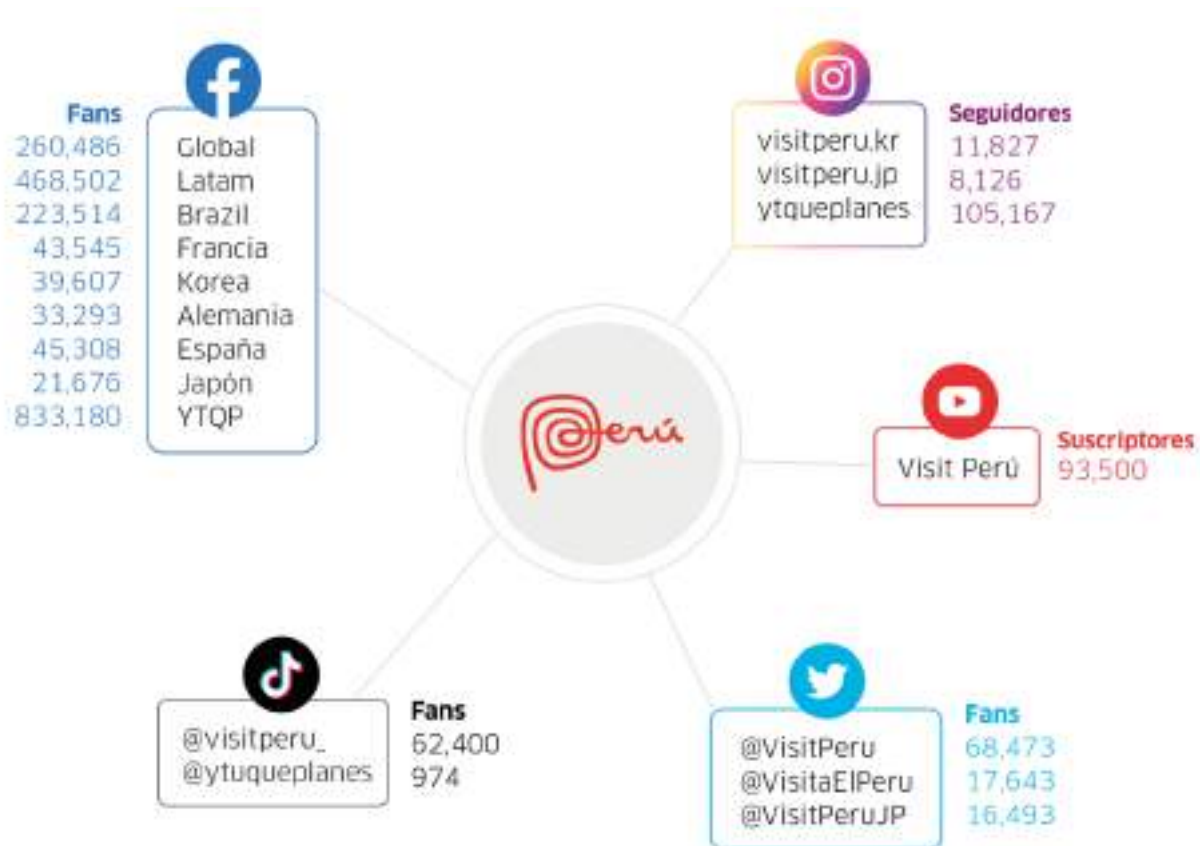 Fans
260,486 Global
468,502 Latam
223,514 Brazil
43,545 Francia
39,607 Korea
33,293 Alemania
45,308 España
21,676 Japón
833,180 YTQP
Seguidores
visitperu.kr 11,827
visitperu.jp 8,126
ytqueplanes 105,167
Perú
Suscriptores
Visit Perú 93,500
Fans
@visitperu_ 62,400
@ytuqueplanes 974
Fans
@VisitPeru 68,473
@VisitaElPeru 17,643
@VisitPeruJP 16,493